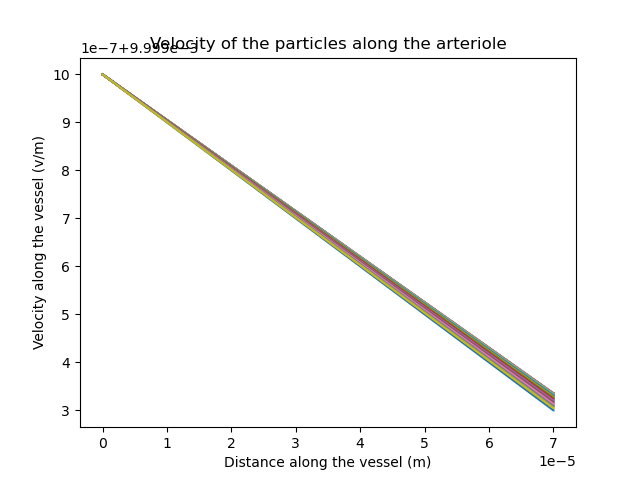 Velocity of the particles along the arteriole
1e−7+9.999e−3
10
9
8
7
6
5
4
3
Velocity along the vessel (v/m)
0 1 2 3 4 5 6 7
1e−5
Distance along the vessel (m)